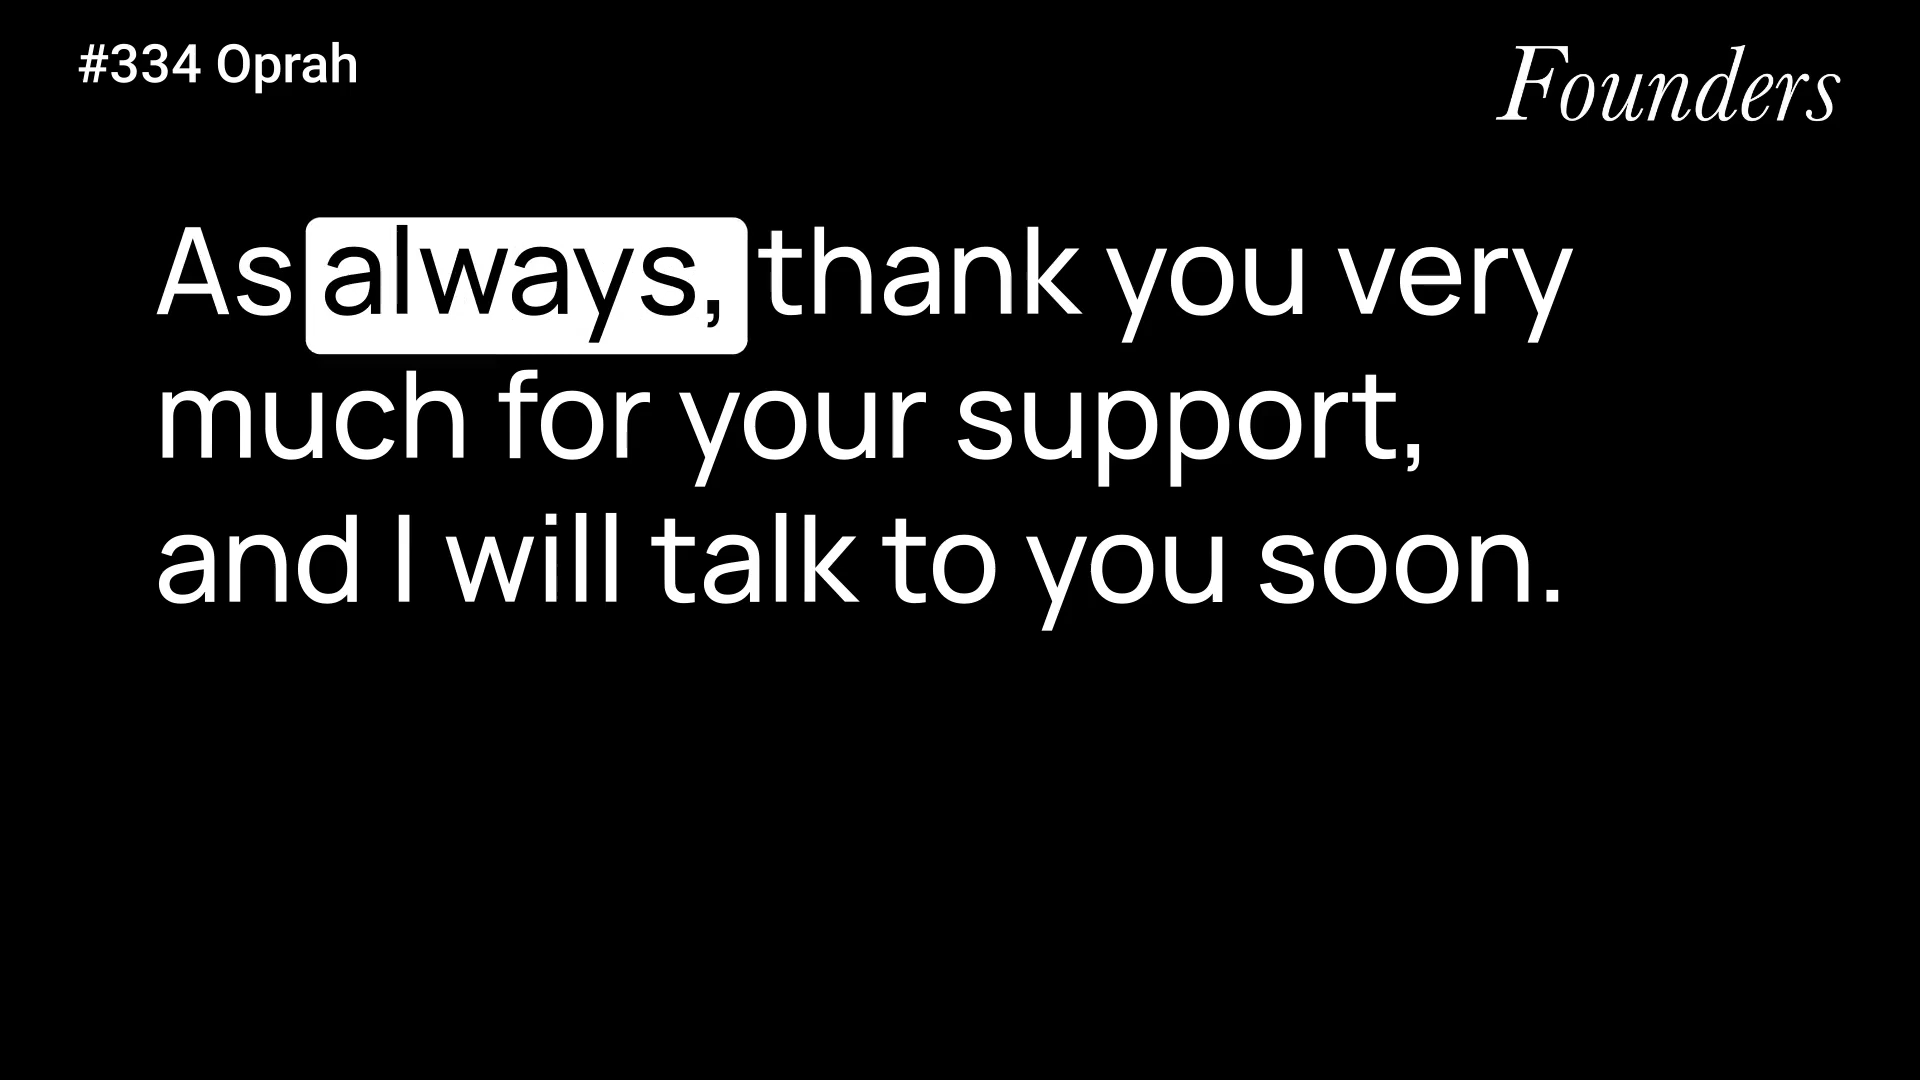 #334 Oprah
Founders
As always, thank you very
much for your support,
and I will talk to you soon.